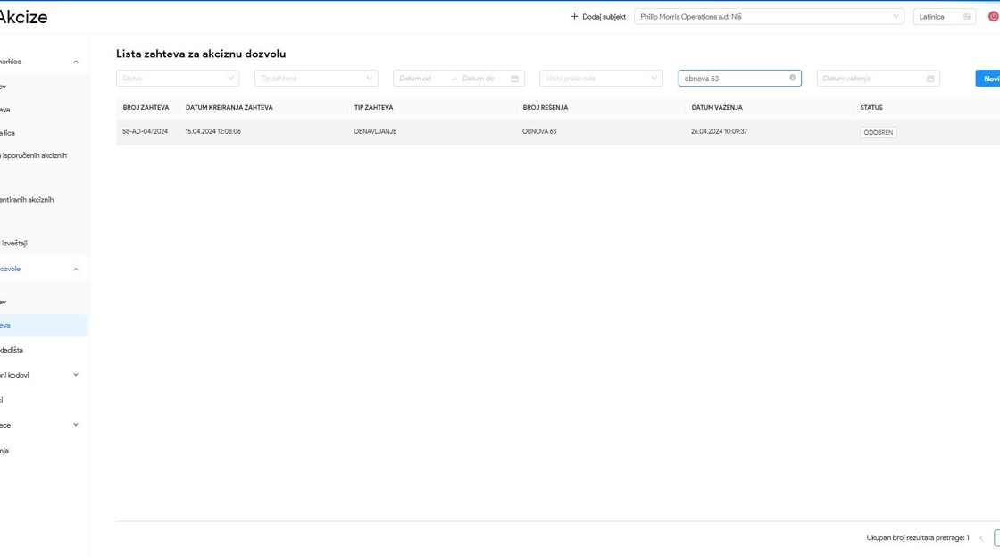 Akcize
Dodaj subjekt
Philip Morris Operations a.d. Niš
Latinica
Lista zahteva za akciznu dozvolu
Status
Tip zahteva
Datum od
Datum do
Vrsta proizvoda
obnova 63
Datum važenja
Novi
BROJ ZAHTEVA DATUM KREIRANJA ZAHTEVA TIP ZAHTEVA BROJ REŠENJA DATUM VAŽENJA STATUS
58-AD-04/2024 15.04.2024 12:08:06 OBNAVLJANJE OBNOVA 63 26.04.2024 10:09:37 ODOBREN
narkice
ev
eva
a lica
isporučenih akciznih
entiranih akciznih
izveštaji
ozvole
ev
eva
kladišta
ni kodovi
ci
ace
nja
Ukupan broj rezultata pretrage: 1